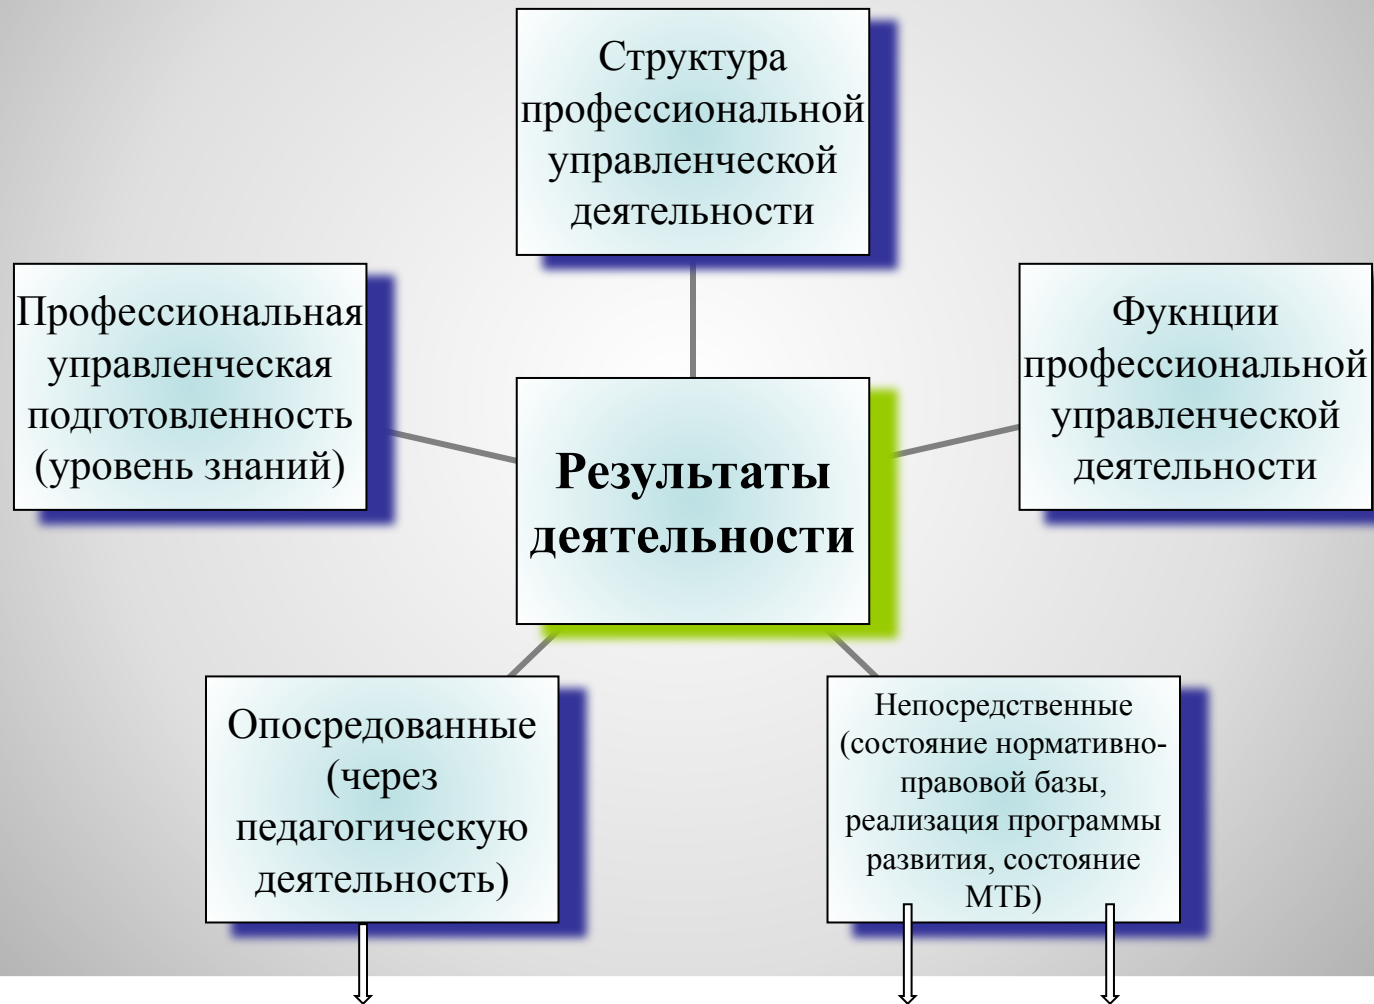 Структура
профессиональной
управленческой
деятельности
Профессиональная
управленческая
подготовленность
(уровень знаний)
Фукнции
профессиональной
управленческой
деятельности
Результаты
деятельности
Опосредованные
(через
педагогическую
деятельность)
Непосредственные
(состояние нормативно-
правовой базы,
реализация программы
развития, состояние
МТБ)